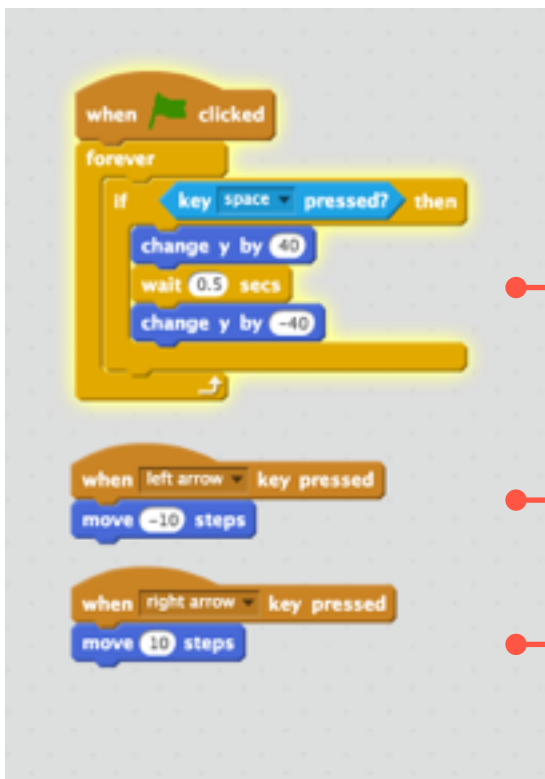 when clicked
forever
if key space pressed? then
change y by 40
wait 0.5 secs
change y by -40
when left arrow key pressed
move -10 steps
when right arrow key pressed
move 10 steps